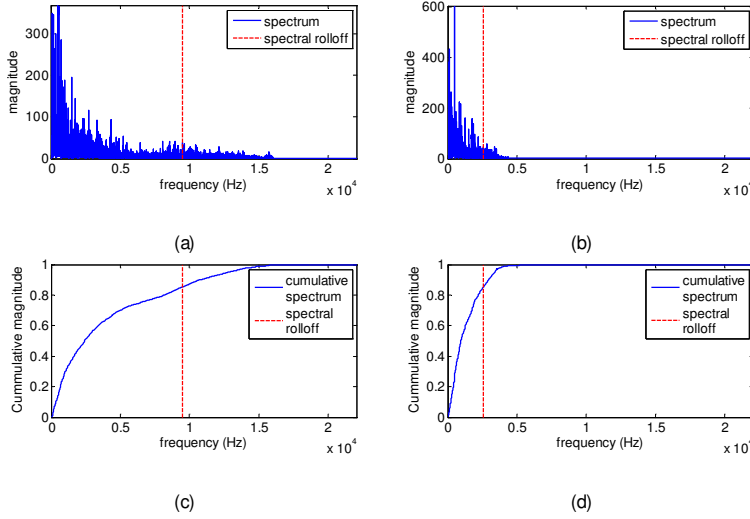 300
200
100
0
magnitude
0 0.5 1 1.5 2
frequency (Hz)
x 10^4
spectrum
spectral rolloff
(a)
600
400
200
0
magnitude
0 0.5 1 1.5 2
frequency (Hz)
x 10^4
spectrum
spectral rolloff
(b)
1
0.8
0.6
0.4
0.2
0
Cummulative magnitude
0 0.5 1 1.5 2
frequency (Hz)
x 10^4
cumulative
spectrum
spectral
rolloff
(c)
1
0.8
0.6
0.4
0.2
0
Cummulative magnitude
0 0.5 1 1.5 2
frequency (Hz)
x 10^4
cumulative
spectrum
spectral
rolloff
(d)